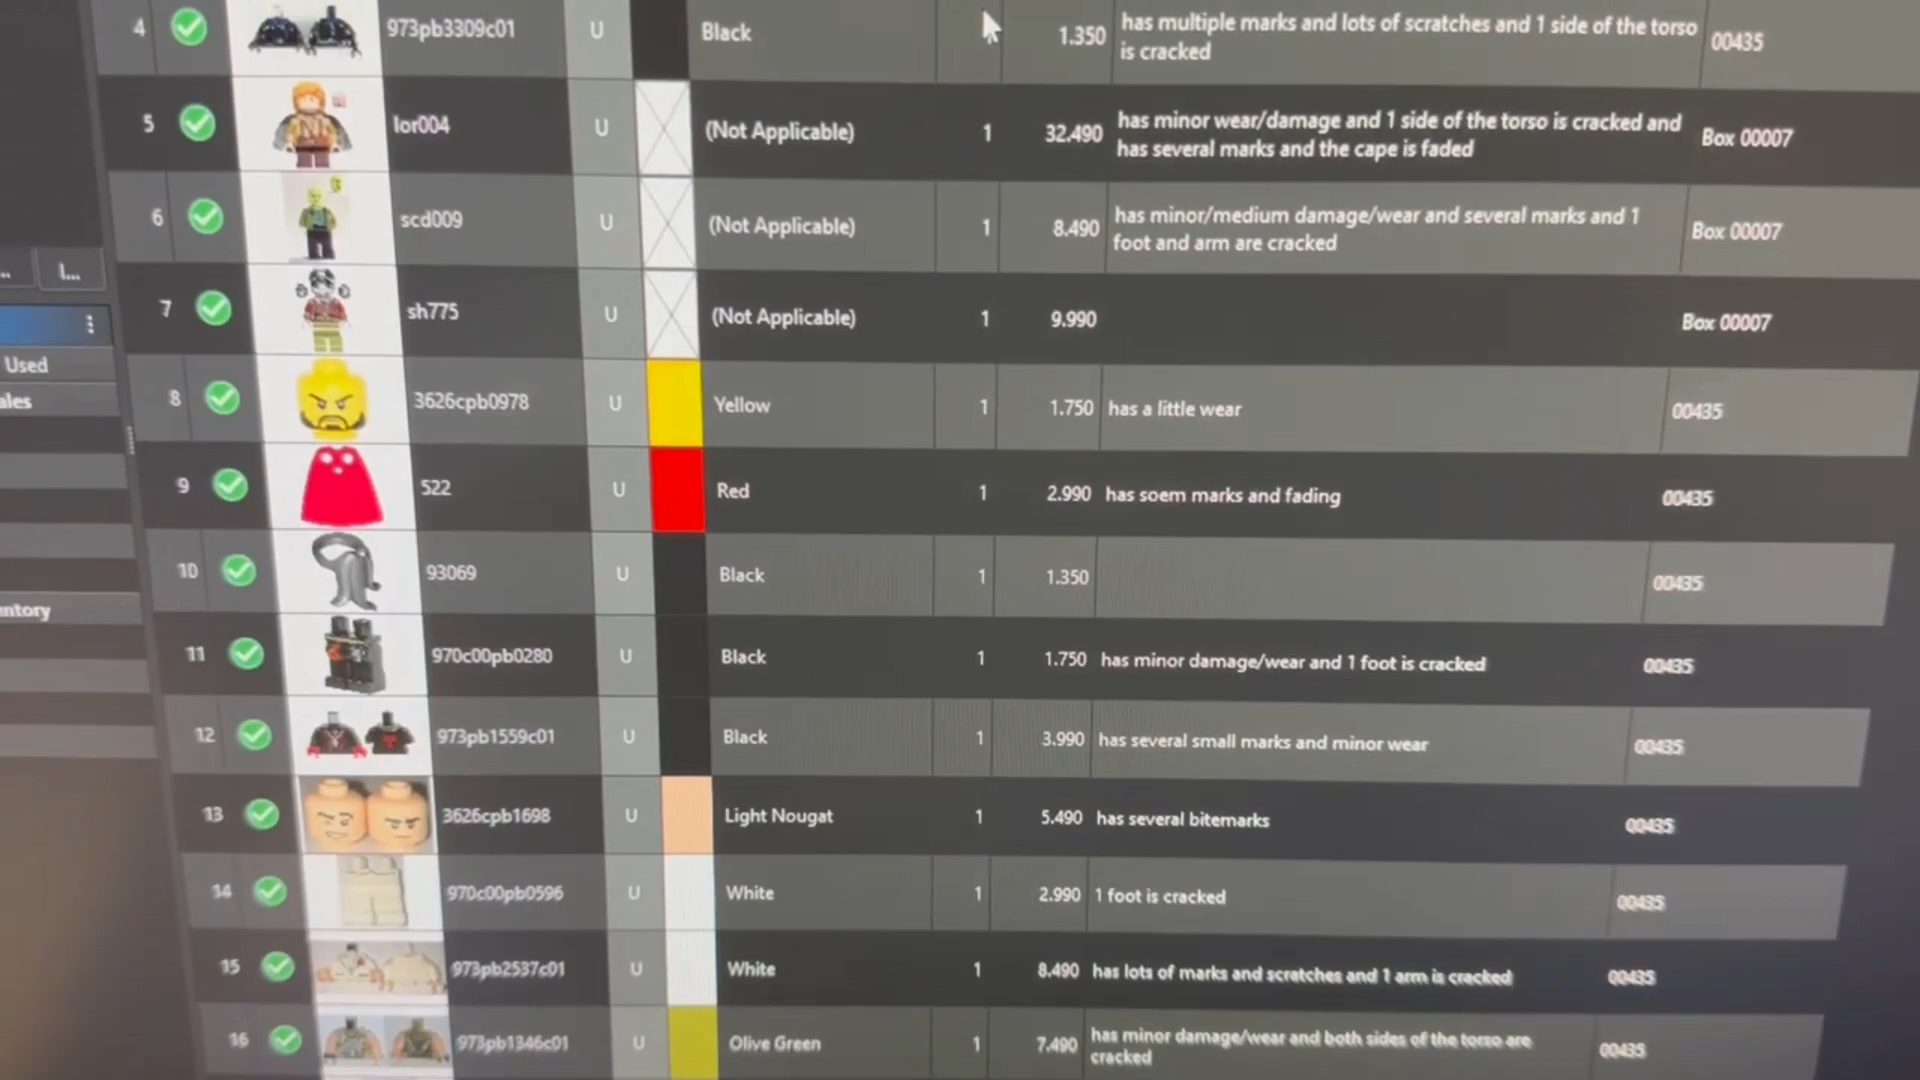 4 973pb3309c01 U Black 1.350 has multiple marks and lots of scratches and 1 side of the torso 00435
is cracked
5 lor004 U (Not Applicable) 1 32.490 has minor wear/damage and 1 side of the torso is cracked and Box 00007
has several marks and the cape is faded
6 scd009 U (Not Applicable) 1 8.490 has minor/medium damage/wear and several marks and 1 Box 00007
foot and arm are cracked
... I...
7 sh775 U (Not Applicable) 1 9.990 Box 00007
Used
ales
8 3626cpb0978 U Yellow 1 1.750 has a little wear 00435
9 522 U Red 1 2.990 has soem marks and fading 00435
10 93069 U Black 1 1.350 00435
entory
11 970c00pb0280 U Black 1 1.750 has minor damage/wear and 1 foot is cracked 00435
12 973pb1559c01 U Black 1 3.990 has several small marks and minor wear 00435
13 3626cpb1698 U Light Nougat 1 5.490 has several bitemarks 00435
14 970c00pb0596 U White 1 2.990 1 foot is cracked 00435
15 973pb2537c01 U White 1 8.490 has lots of marks and scratches and 1 arm is cracked 00435
16 973pb1346c01 U Olive Green 1 7.490 has minor damage/wear and both sides of the torso are 00435
cracked